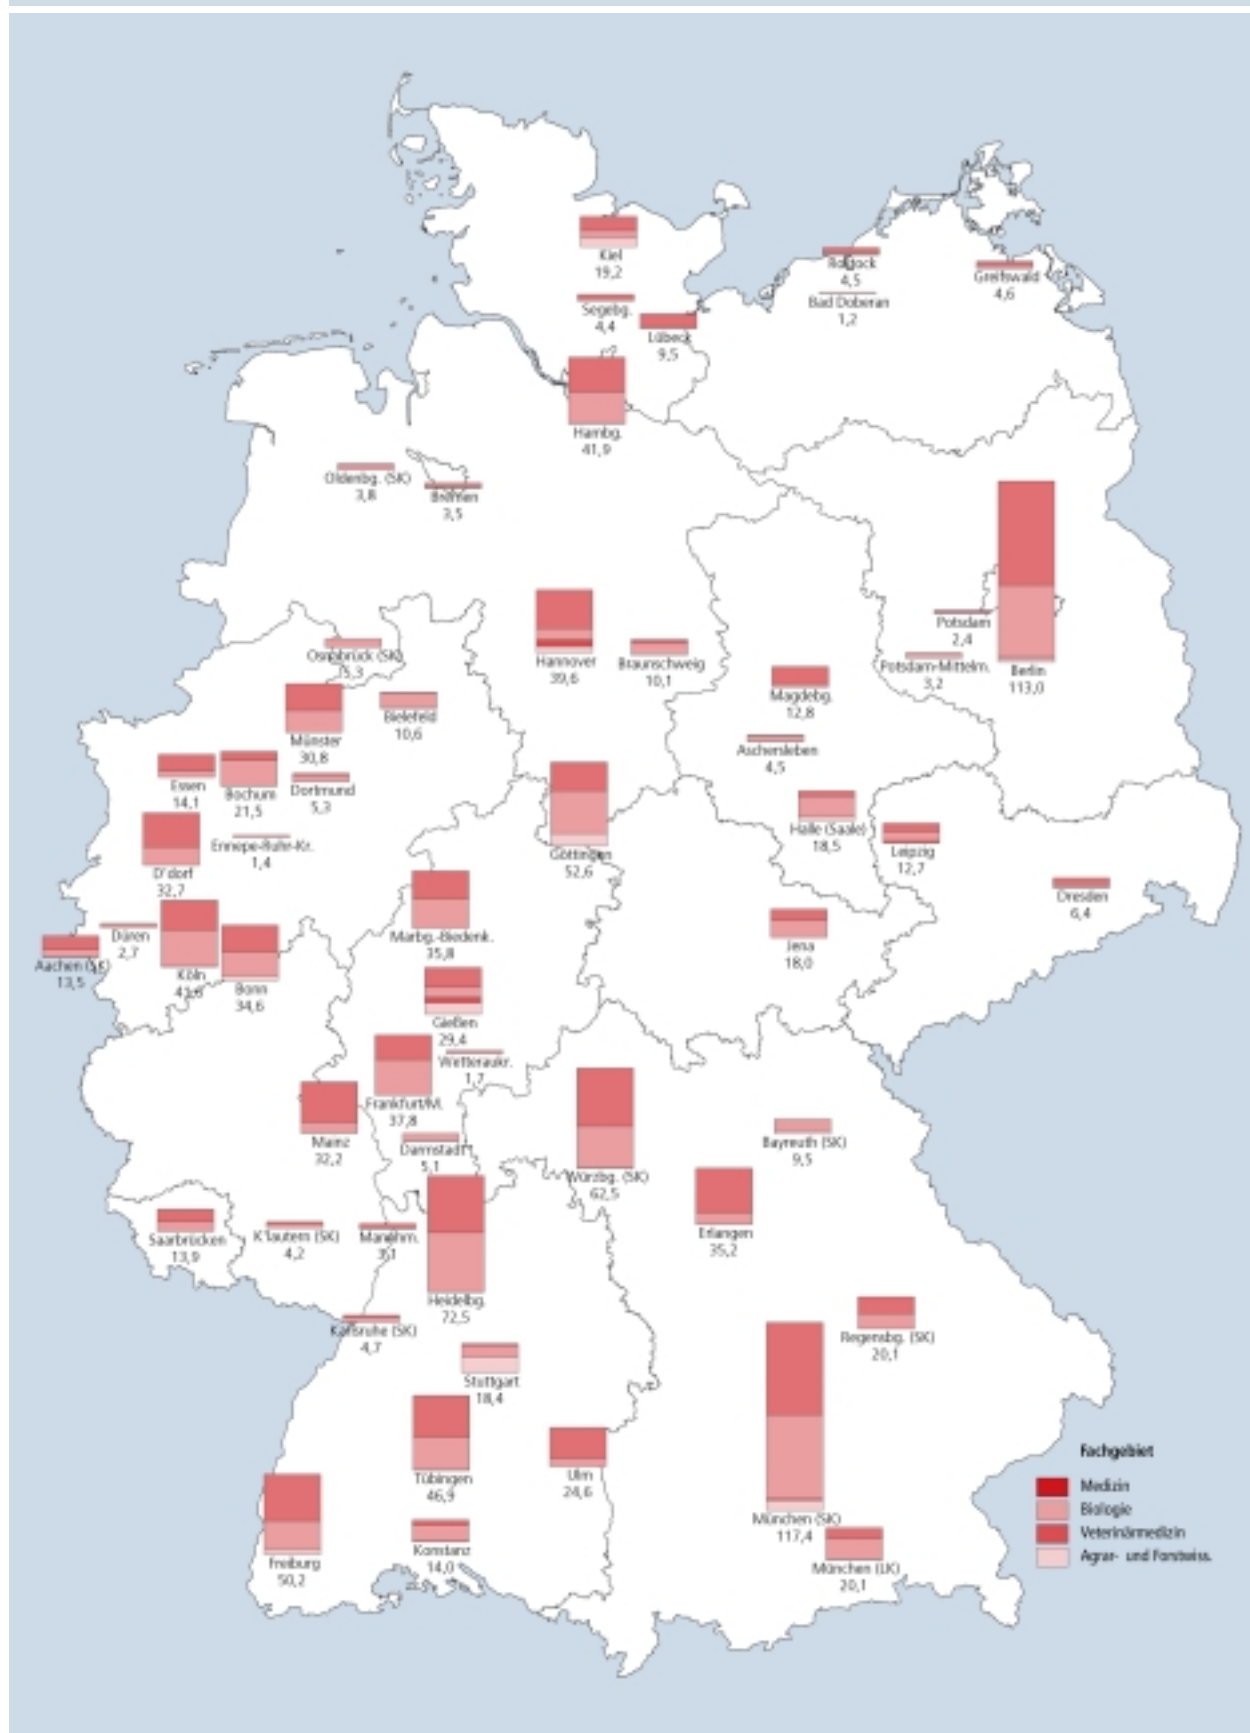 Kiel
19,2
Rostock
4,5
Greifswald
4,6
Bad Doberan
1,2
Segebg.
4,4
Lübeck
9,5
Hambg.
41,9
Oldenbg. (SK)
3,8
Bremen
3,5
Potsdam
2,4
Osnabrück (SK)
5,3
Hannover
39,6
Braunschweig
10,1
Potsdam-Mittelm.
3,2
Berlin
113,0
Magdebg.
12,8
Bielefeld
10,6
Münster
30,8
Aschersleben
4,5
Essen
14,1
Bochum
21,5
Dortmund
5,3
Halle (Saale)
18,5
Ennepe-Ruhr-Kr.
1,4
Göttingen
52,6
Leipzig
12,7
D'dorf
32,7
Dresden
6,4
Düren
2,7
Marbg.-Biedenk.
35,8
Jena
18,0
Aachen (SK)
13,5
Köln
Bonn
34,6
Gießen
29,4
Wetteraukr.
1,7
Frankfurt/M.
37,8
Mainz
32,2
Darmstadt
5,1
Bayreuth (SK)
9,5
Würzbg. (SK)
62,5
Erlangen
35,2
Saarbrücken
13,9
K'lautern (SK)
4,2
Mannhm.
3,1
Heidelbg.
72,5
Karlsruhe (SK)
4,7
Regensbg. (SK)
20,1
Stuttgart
18,4
Tübingen
46,9
Ulm
24,6
München (SK)
117,4
Freiburg
50,2
Konstanz
14,0
München (LK)
20,1
Fachgebiet
Medizin
Biologie
Veterinärmedizin
Agrar- und Forstwiss.